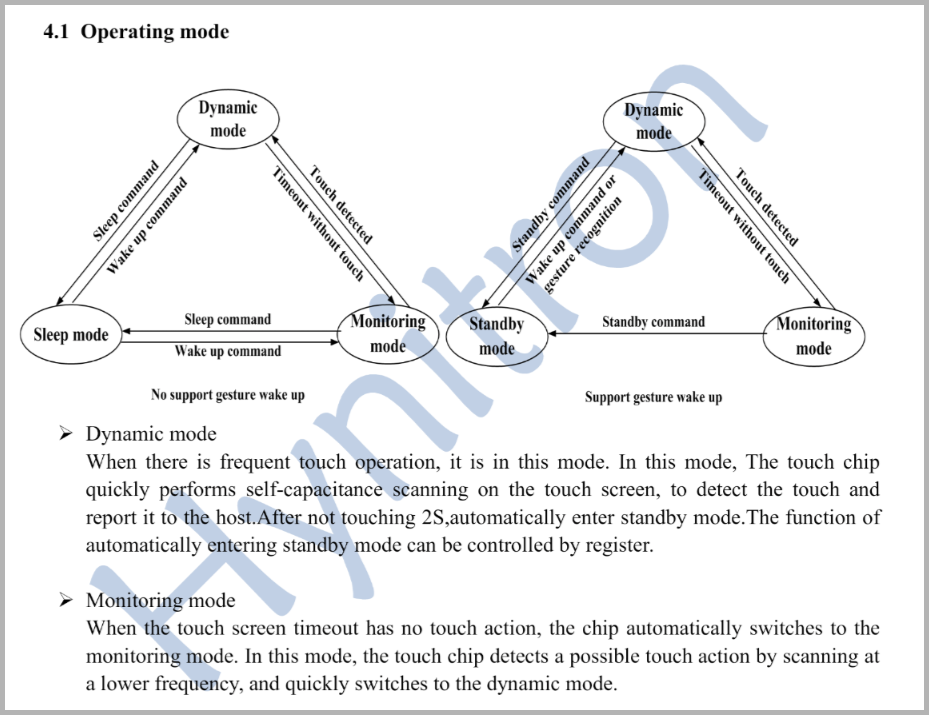 4.1 Operating mode
Dynamic
mode
Sleep command
Wake up command
Touch detected
Timeout without touch
Sleep mode
Sleep command
Wake up command
Monitoring
mode
No support gesture wake up
Dynamic
mode
Standby command
Wake up command or
gesture recognition
Touch detected
Timeout without touch
Standby
mode
Standby command
Monitoring
mode
Support gesture wake up
Hynitron
➢ Dynamic mode
When there is frequent touch operation, it is in this mode. In this mode, The touch chip
quickly performs self-capacitance scanning on the touch screen, to detect the touch and
report it to the host.After not touching 2S,automatically enter standby mode.The function of
automatically entering standby mode can be controlled by register.
➢ Monitoring mode
When the touch screen timeout has no touch action, the chip automatically switches to the
monitoring mode. In this mode, the touch chip detects a possible touch action by scanning at
a lower frequency, and quickly switches to the dynamic mode.